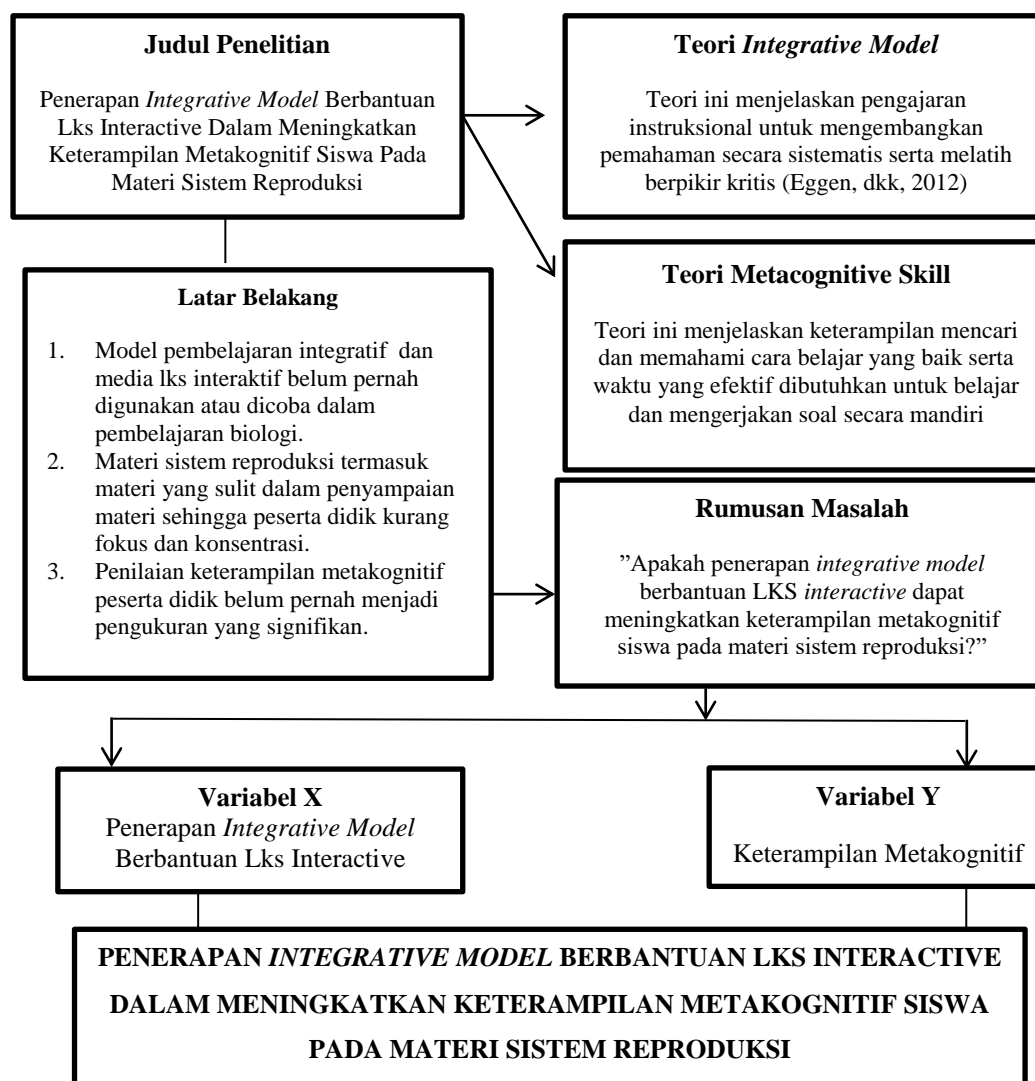 Judul Penelitian
Penerapan Integrative Model Berbantuan
Lks Interactive Dalam Meningkatkan
Keterampilan Metakognitif Siswa Pada
Materi Sistem Reproduksi
Teori Integrative Model
Teori ini menjelaskan pengajaran
instruksional untuk mengembangkan
pemahaman secara sistematis serta melatih
berpikir kritis (Eggen, dkk, 2012)
Latar Belakang
1. Model pembelajaran integratif dan
media lks interaktif belum pernah
digunakan atau dicoba dalam
pembelajaran biologi.
2. Materi sistem reproduksi termasuk
materi yang sulit dalam penyampaian
materi sehingga peserta didik kurang
fokus dan konsentrasi.
3. Penilaian keterampilan metakognitif
peserta didik belum pernah menjadi
pengukuran yang signifikan.
Teori Metacognitive Skill
Teori ini menjelaskan keterampilan mencari
dan memahami cara belajar yang baik serta
waktu yang efektif dibutuhkan untuk belajar
dan mengerjakan soal secara mandiri
Rumusan Masalah
”Apakah penerapan integrative model
berbantuan LKS interactive dapat
meningkatkan keterampilan metakognitif
siswa pada materi sistem reproduksi?”
Variabel X
Penerapan Integrative Model
Berbantuan Lks Interactive
Variabel Y
Keterampilan Metakognitif
PENERAPAN INTEGRATIVE MODEL BERBANTUAN LKS INTERACTIVE
DALAM MENINGKATKAN KETERAMPILAN METAKOGNITIF SISWA
PADA MATERI SISTEM REPRODUKSI